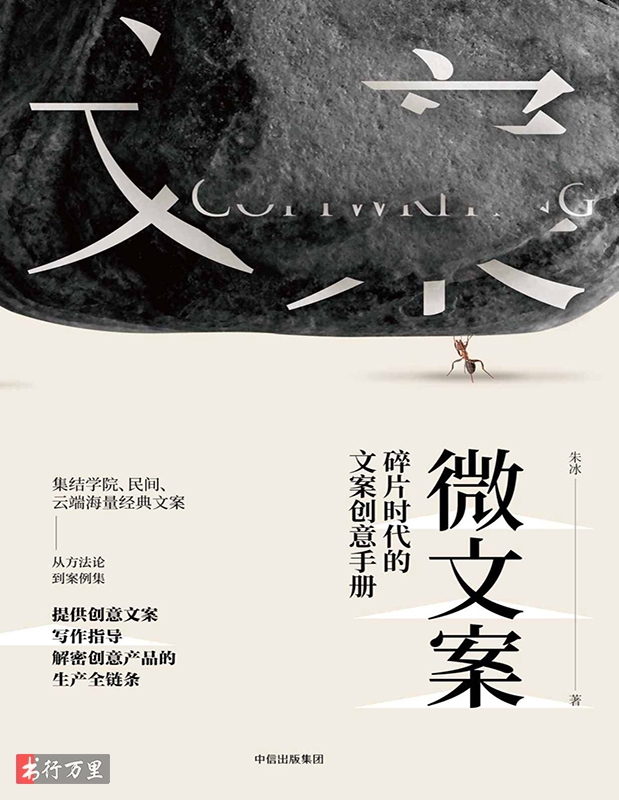 文案
COPYWRITING
微文案
碎片时代的
文案创意手册
朱冰
著
集结学院、民间、
云端海量经典文案
从方法论
到案例集
提供创意文案
写作指导
解密创意产品的
生产全链条
中信出版集团
书行万里